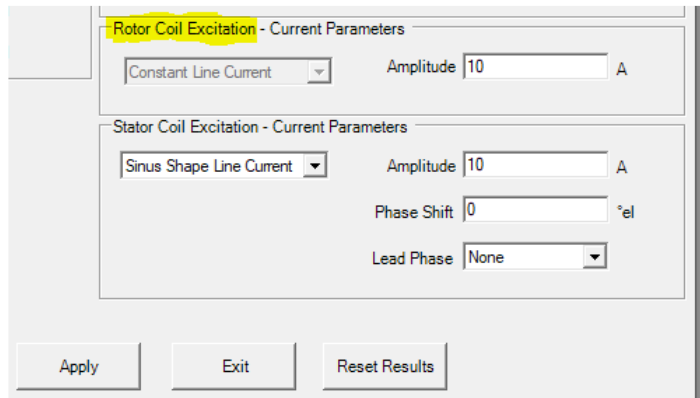 Rotor Coil Excitation - Current Parameters
Constant Line Current Amplitude 10 A
Stator Coil Excitation - Current Parameters
Sinus Shape Line Current Amplitude 10 A
Phase Shift 0 °el
Lead Phase None
Apply Exit Reset Results